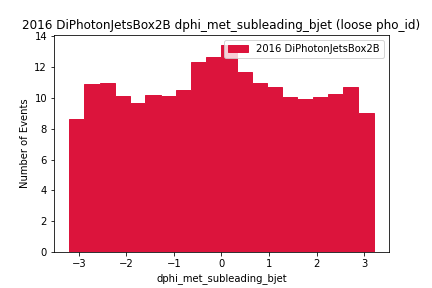 2016 DiPhotonJetsBox2B dphi_met_subleading_bjet (loose pho_id)
2016 DiPhotonJetsBox2B
Number of Events
14
12
10
8
6
4
2
0
−3 −2 −1 0 1 2 3
dphi_met_subleading_bjet